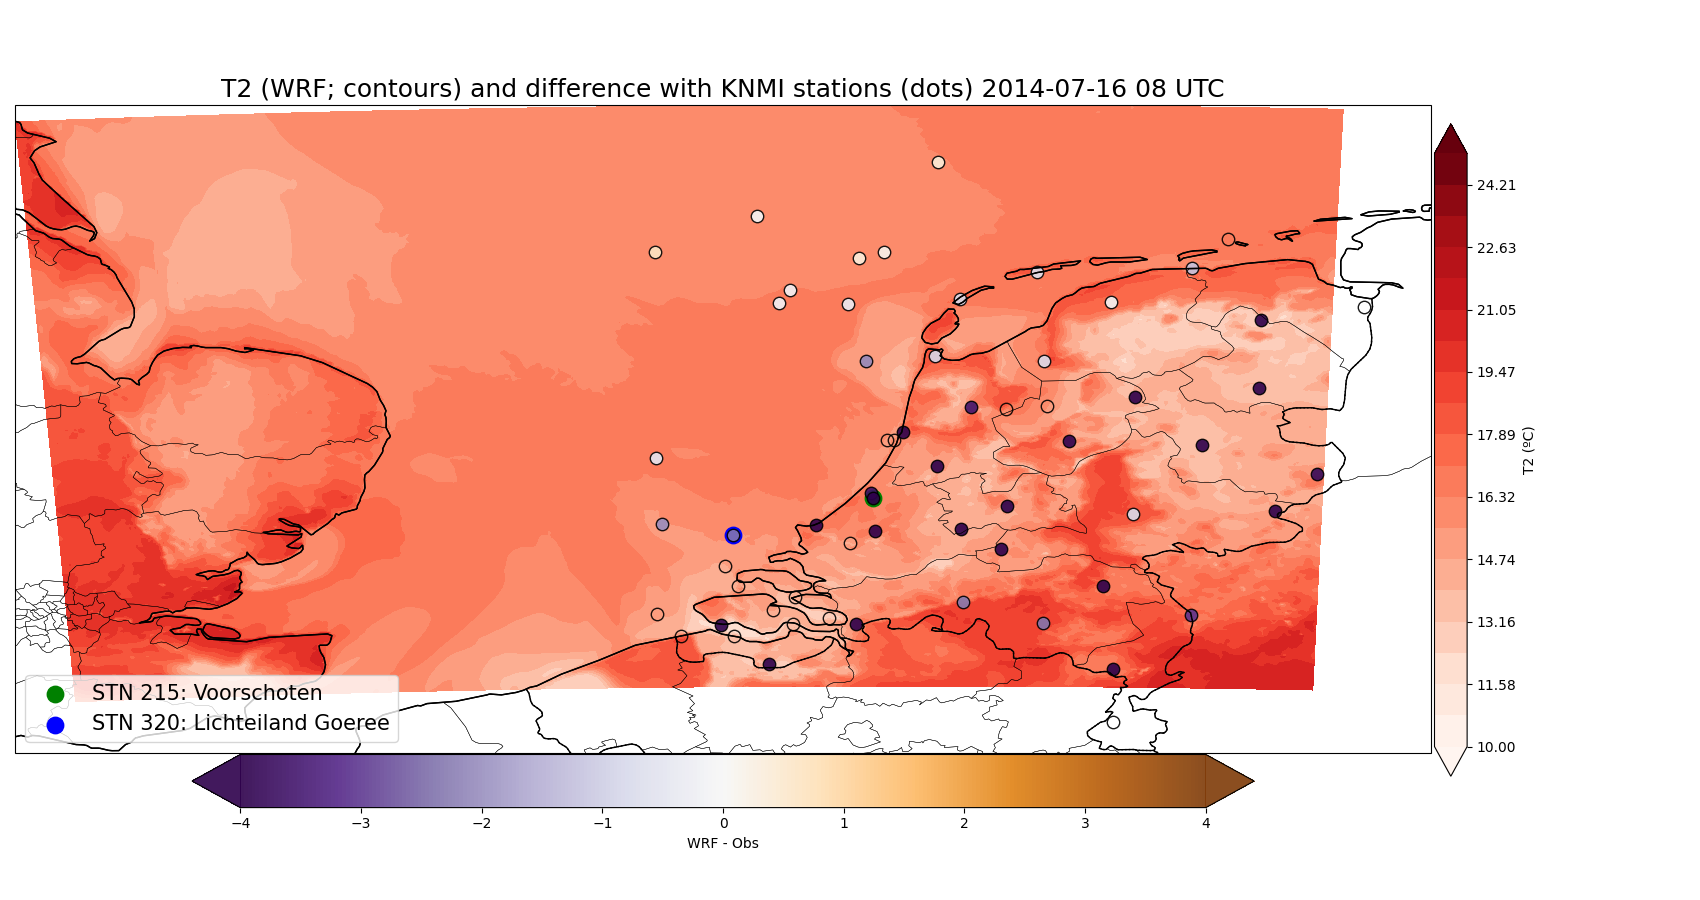 T2 (WRF; contours) and difference with KNMI stations (dots) 2014-07-16 08 UTC
24.21
22.63
21.05
19.47
17.89
16.32
14.74
13.16
11.58
10.00
T2 (ºC)
STN 215: Voorschoten
STN 320: Lichteiland Goeree
−4 −3 −2 −1 0 1 2 3 4
WRF - Obs